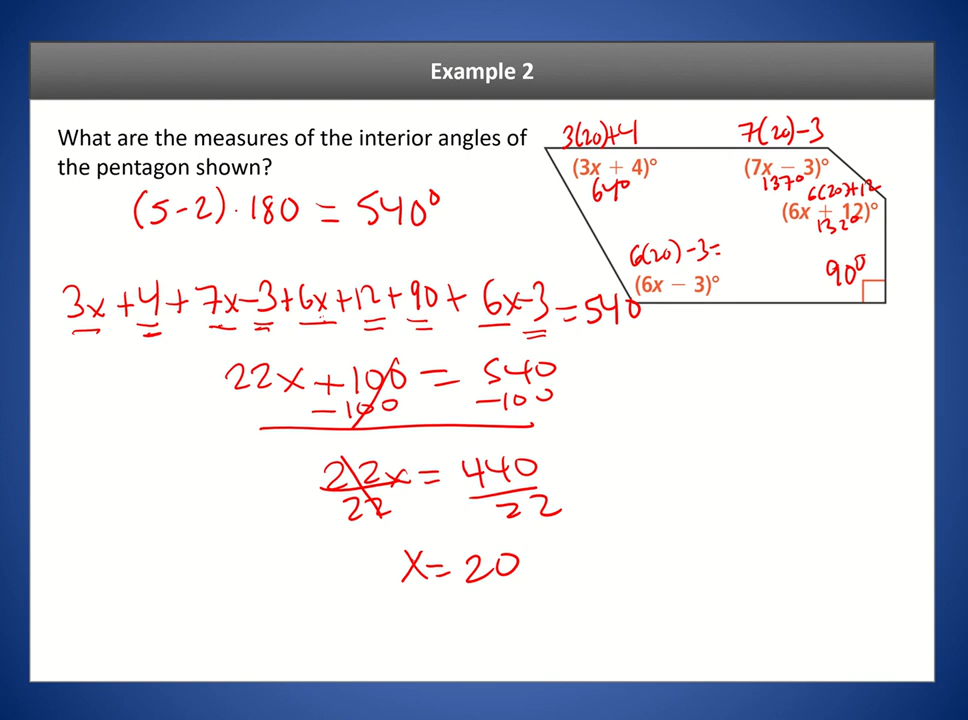 Example 2
What are the measures of the interior angles of
the pentagon shown?
(5-2) · 180 = 540°
3(20)+4
7(20)-3
(3x + 4)°
(7x − 3)°
64°
137°
6(20)+12
(6x + 12)°
132°
6(20)-3=
(6x − 3)°
90°
3x+4+7x-3+6x+12+90+6x-3=540
22x+100 = 540
-100 -100
22x = 440
22 22
x=20